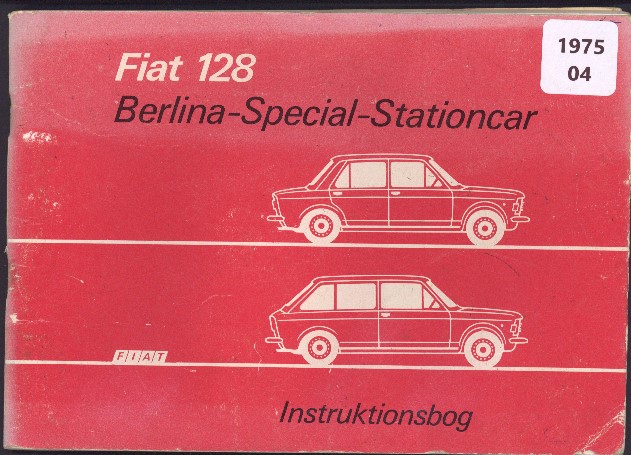 1975
04
Fiat 128
Berlina-Special-Stationcar
FIAT
Instruktionsbog